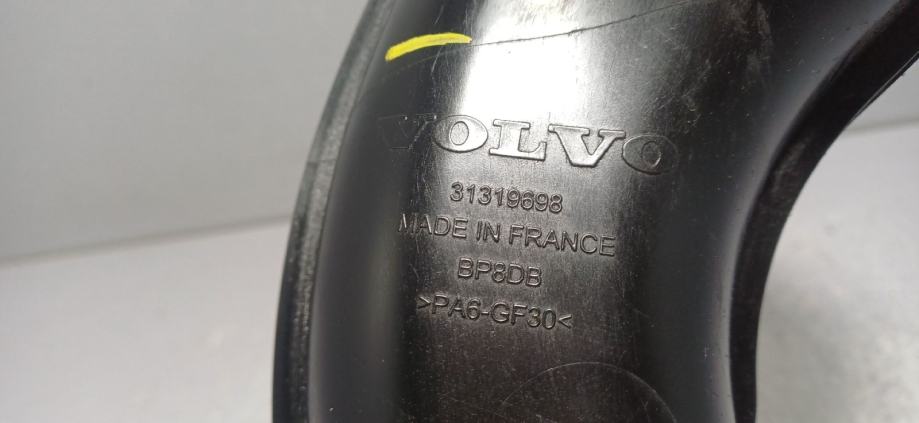 VOLVO
31319698
MADE IN FRANCE
BP8DB
>PA6-GF30<